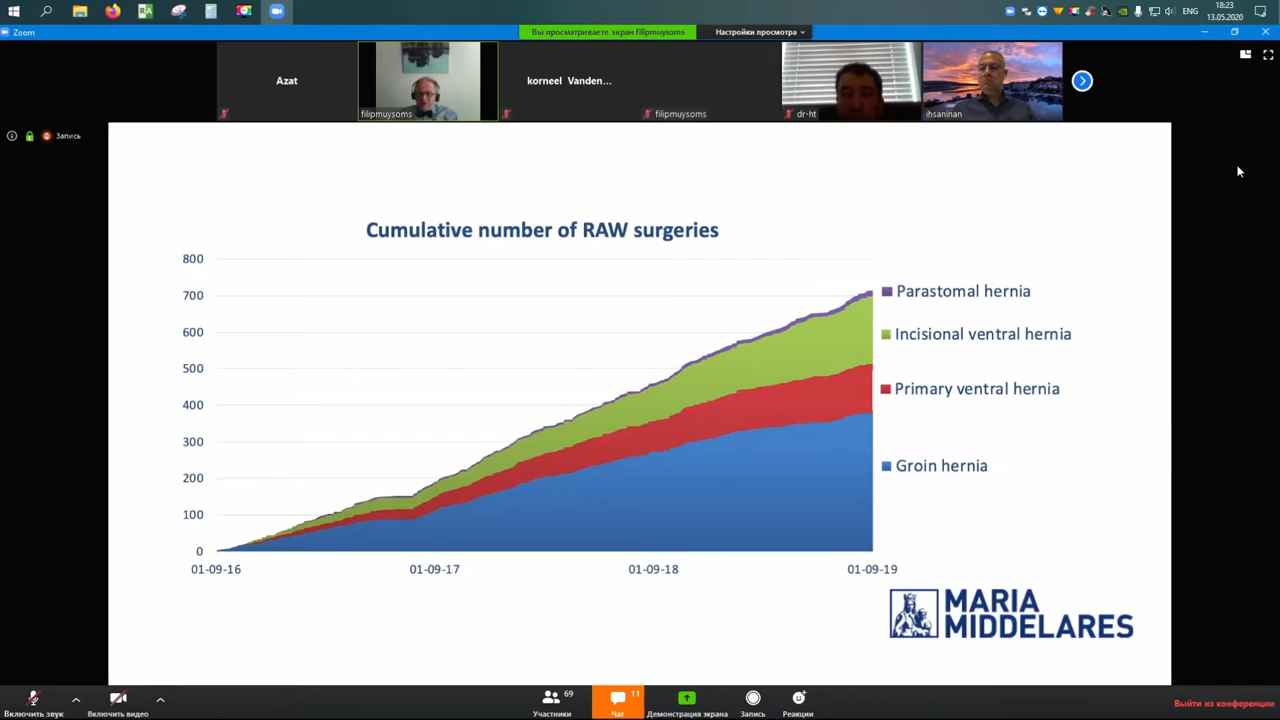 18:23
ENG
13.05.2020
Zoom
Вы просматриваете экран filipmuysoms
Настройки просмотра
Azat
filipmuysoms
korneel Vanden...
filipmuysoms
dr-ht
ihsaninan
Запись
Cumulative number of RAW surgeries
800
700
600
500
400
300
200
100
0
01-09-16
01-09-17
01-09-18
01-09-19
Parastomal hernia
Incisional ventral hernia
Primary ventral hernia
Groin hernia
MARIA
MIDDELARES
Включить звук
Включить видео
69
Участники
11
Чат
Демонстрация экрана
Запись
Реакции
Выйти из конференции